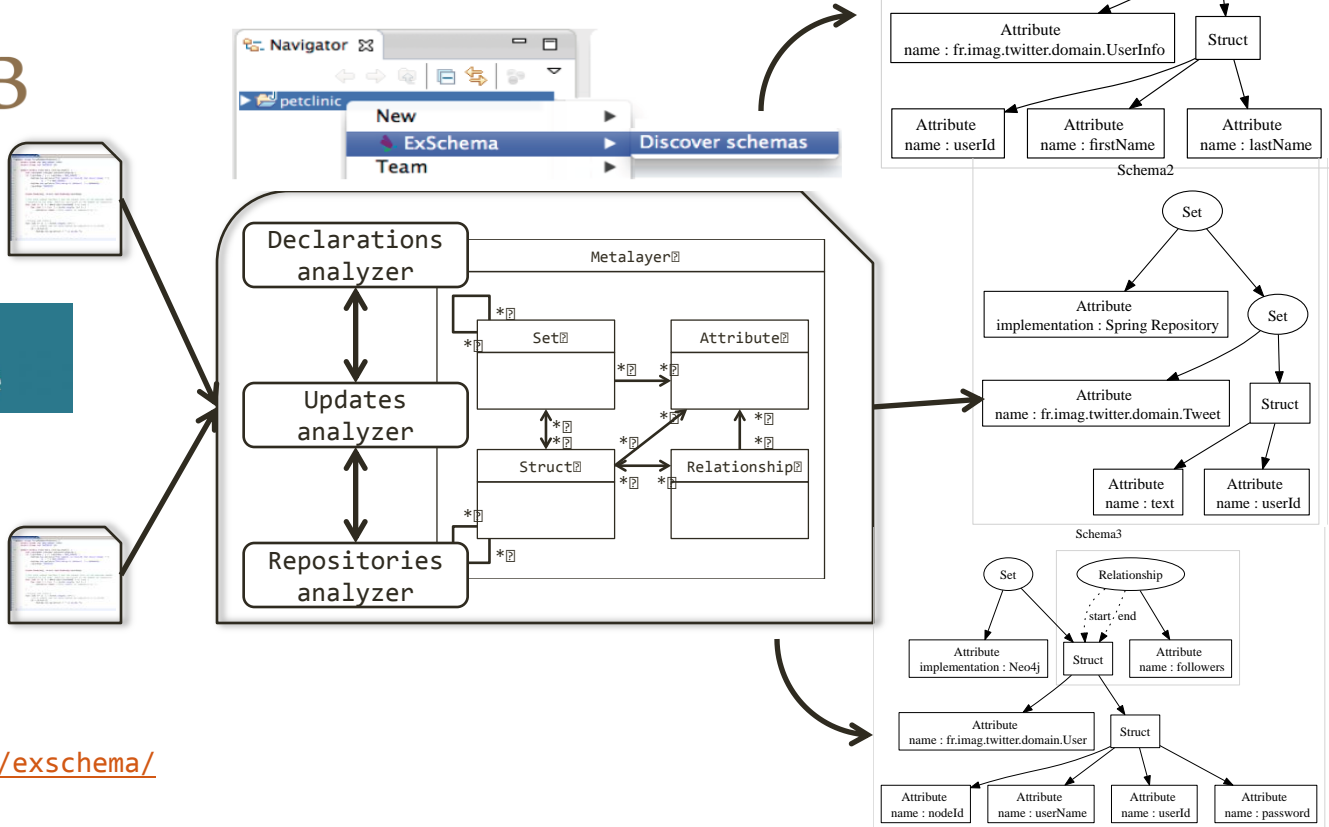 B
Navigator
petclinic
New
ExSchema
Discover schemas
Team
Declarations
analyzer
Updates
analyzer
Repositories
analyzer
Metalayer
Set
Attribute
Struct
Relationship
*
*
*
*
*
*
*
*
*
*
*
*
*
*
Attribute
name : fr.imag.twitter.domain.UserInfo
Struct
Attribute
name : userId
Attribute
name : firstName
Attribute
name : lastName
Schema2
Set
Attribute
implementation : Spring Repository
Set
Attribute
name : fr.imag.twitter.domain.Tweet
Struct
Attribute
name : text
Attribute
name : userId
Schema3
Set
Relationship
start
end
Attribute
implementation : Neo4j
Struct
Attribute
name : followers
Attribute
name : fr.imag.twitter.domain.User
Struct
Attribute
name : nodeId
Attribute
name : userName
Attribute
name : userId
Attribute
name : password
/exschema/